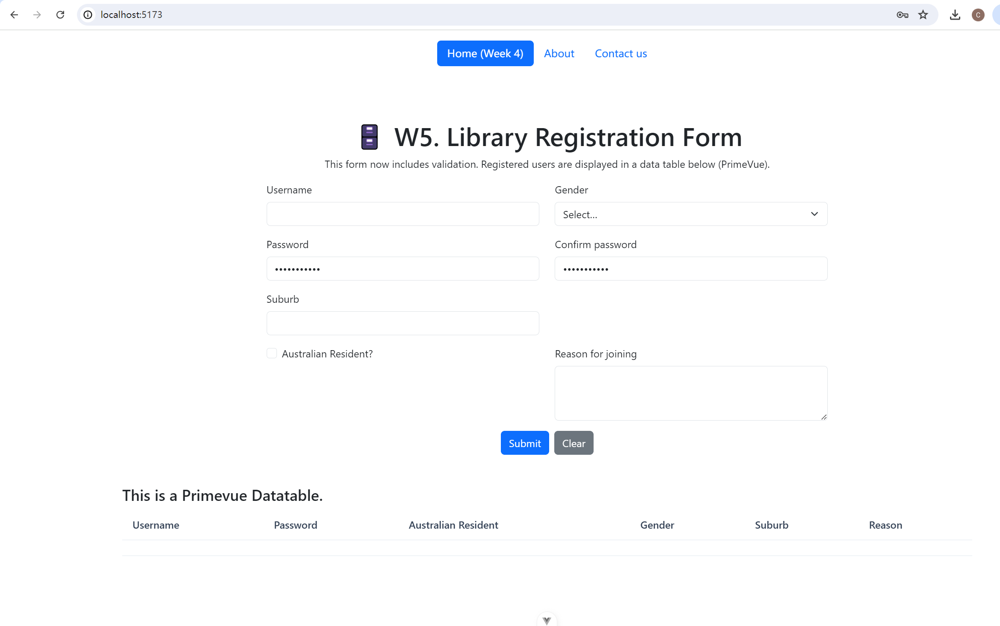 localhost:5173
C
Home (Week 4) About Contact us
W5. Library Registration Form
This form now includes validation. Registered users are displayed in a data table below (PrimeVue).
Username Gender
Select...
Password Confirm password
••••••••••• •••••••••••
Suburb
Australian Resident? Reason for joining
Submit Clear
This is a Primevue Datatable.
Username Password Australian Resident Gender Suburb Reason